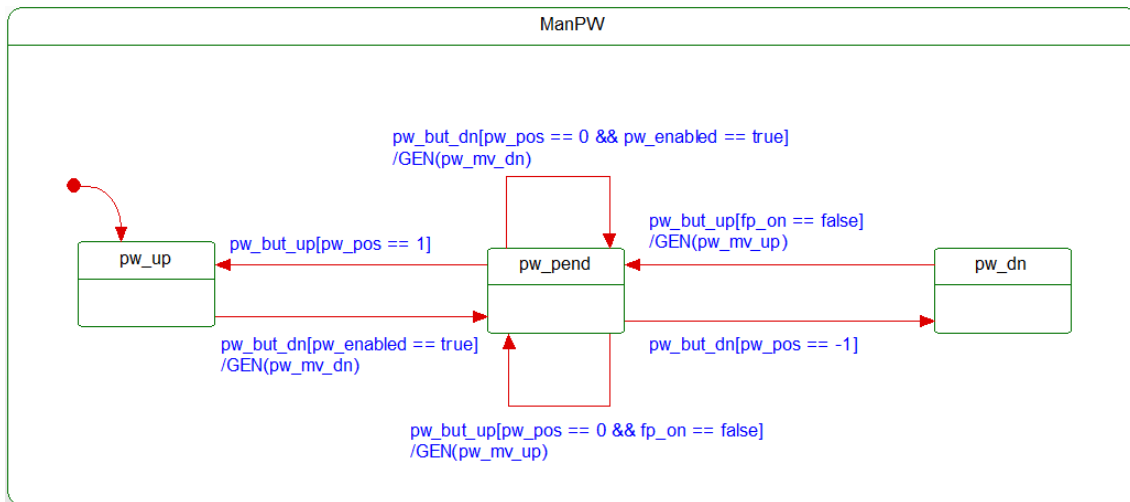 ManPW
pw_but_dn[pw_pos == 0 && pw_enabled == true]
/GEN(pw_mv_dn)
pw_but_up[fp_on == false]
/GEN(pw_mv_up)
pw_but_up[pw_pos == 1]
pw_up
pw_pend
pw_dn
pw_but_dn[pw_enabled == true]
/GEN(pw_mv_dn)
pw_but_dn[pw_pos == -1]
pw_but_up[pw_pos == 0 && fp_on == false]
/GEN(pw_mv_up)